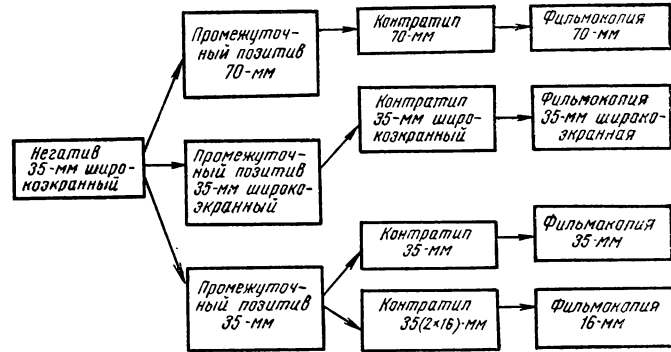 Промежуточ-
ный позитив
70-мм
Контратип
70-мм
Фильмокопия
70-мм
Негатив
35-мм широ-
коэкранный
Промежуточ-
ный позитив
35-мм широко-
экранный
Контратип
35-мм широ-
коэкранный
Фильмокопия
35-мм широко-
экранная
Промежуточ-
ный позитив
35-мм
Контратип
35-мм
Фильмокопия
35-мм
Контратип
35(2×16)-мм
Фильмокопия
16-мм